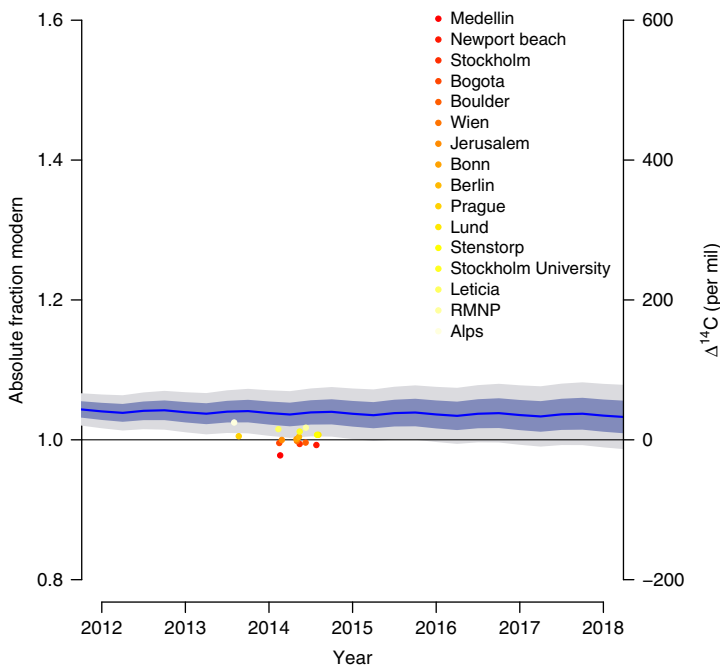 Medellin
Newport beach
Stockholm
Bogota
Boulder
Wien
Jerusalem
Bonn
Berlin
Prague
Lund
Stenstorp
Stockholm University
Leticia
RMNP
Alps
1.6
1.4
1.2
1.0
0.8
Absolute fraction modern
600
400
200
0
−200
Δ¹⁴C (per mil)
2012 2013 2014 2015 2016 2017 2018
Year